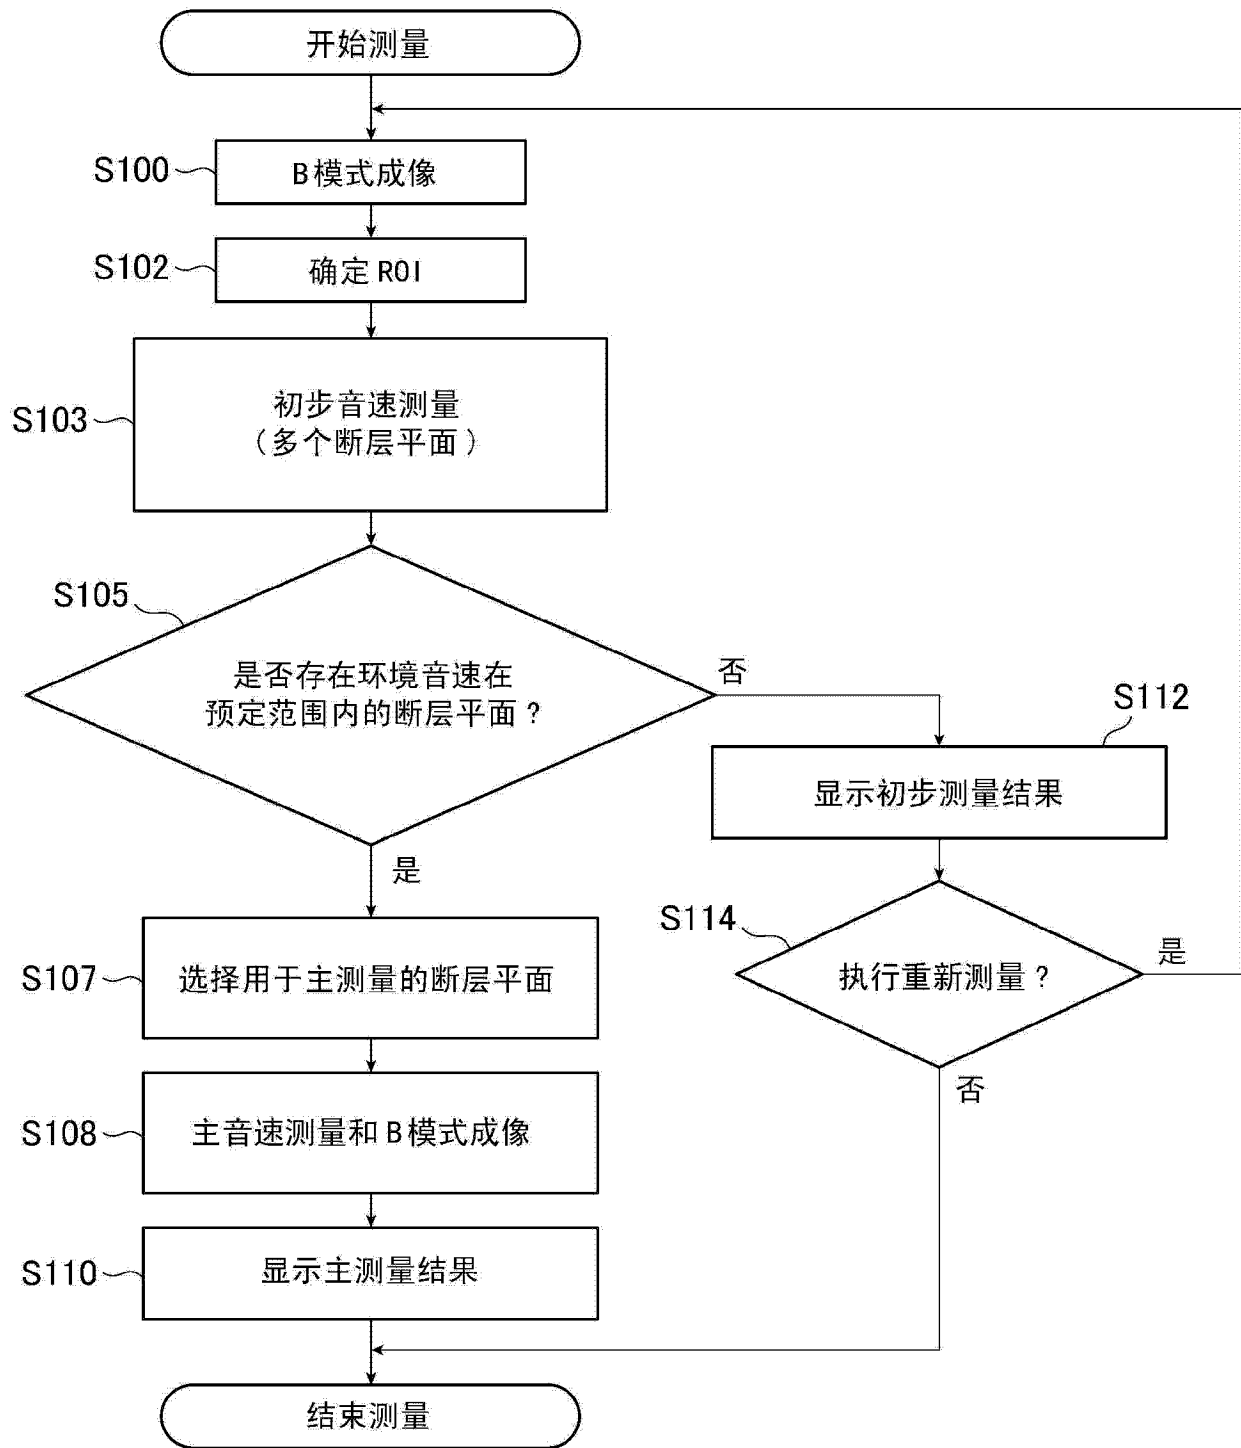 开始测量
S100
B模式成像
S102
确定ROI
S103
初步音速测量
（多个断层平面）
S105
是否存在环境音速在
预定范围内的断层平面？
否
是
S112
显示初步测量结果
S114
执行重新测量？
是
否
S107
选择用于主测量的断层平面
S108
主音速测量和B模式成像
S110
显示主测量结果
结束测量